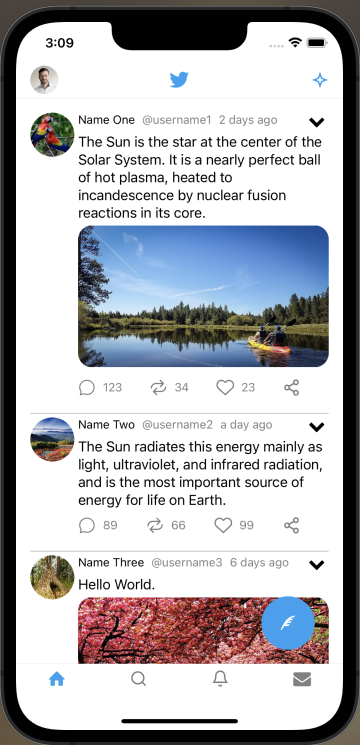 3:09
Name One @username1 2 days ago
The Sun is the star at the center of the
Solar System. It is a nearly perfect ball
of hot plasma, heated to
incandescence by nuclear fusion
reactions in its core.
123 34 23
Name Two @username2 a day ago
The Sun radiates this energy mainly as
light, ultraviolet, and infrared radiation,
and is the most important source of
energy for life on Earth.
89 66 99
Name Three @username3 6 days ago
Hello World.